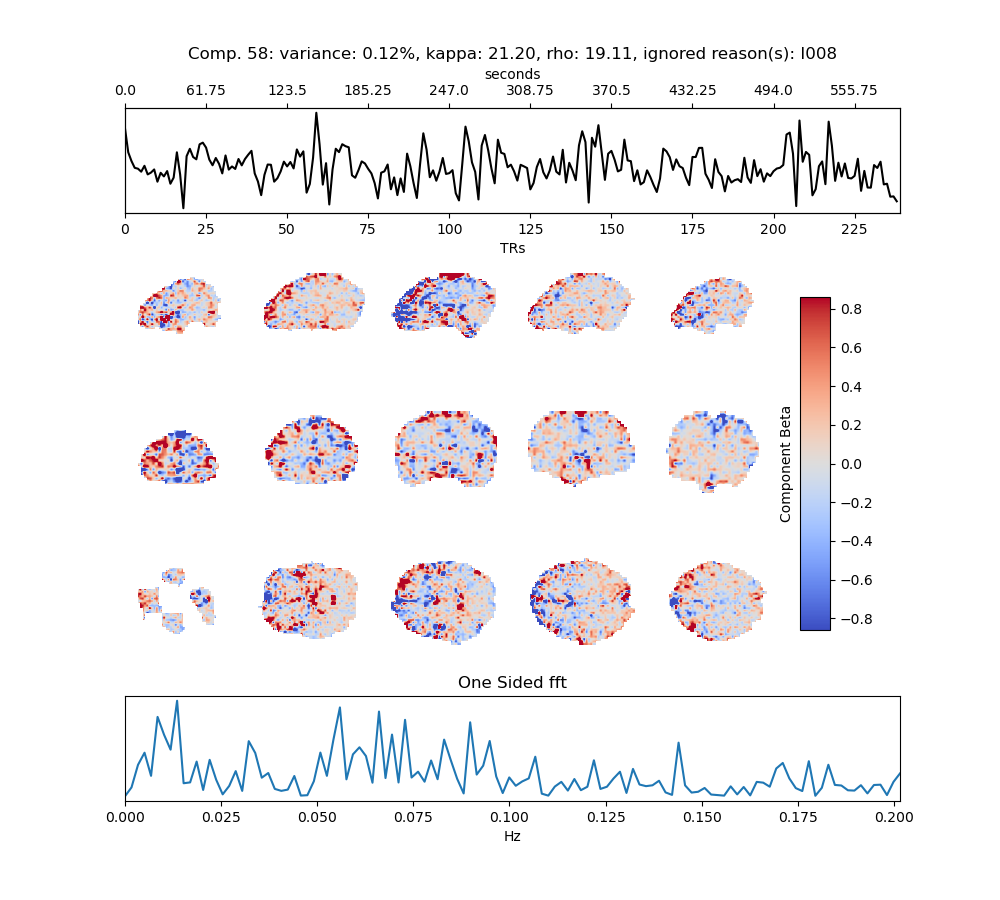 Comp. 58: variance: 0.12%, kappa: 21.20, rho: 19.11, ignored reason(s): I008
seconds
0.0 61.75 123.5 185.25 247.0 308.75 370.5 432.25 494.0 555.75
0 25 50 75 100 125 150 175 200 225
TRs
0.8
0.6
0.4
0.2
0.0
−0.2
−0.4
−0.6
−0.8
Component Beta
One Sided fft
0.000 0.025 0.050 0.075 0.100 0.125 0.150 0.175 0.200
Hz